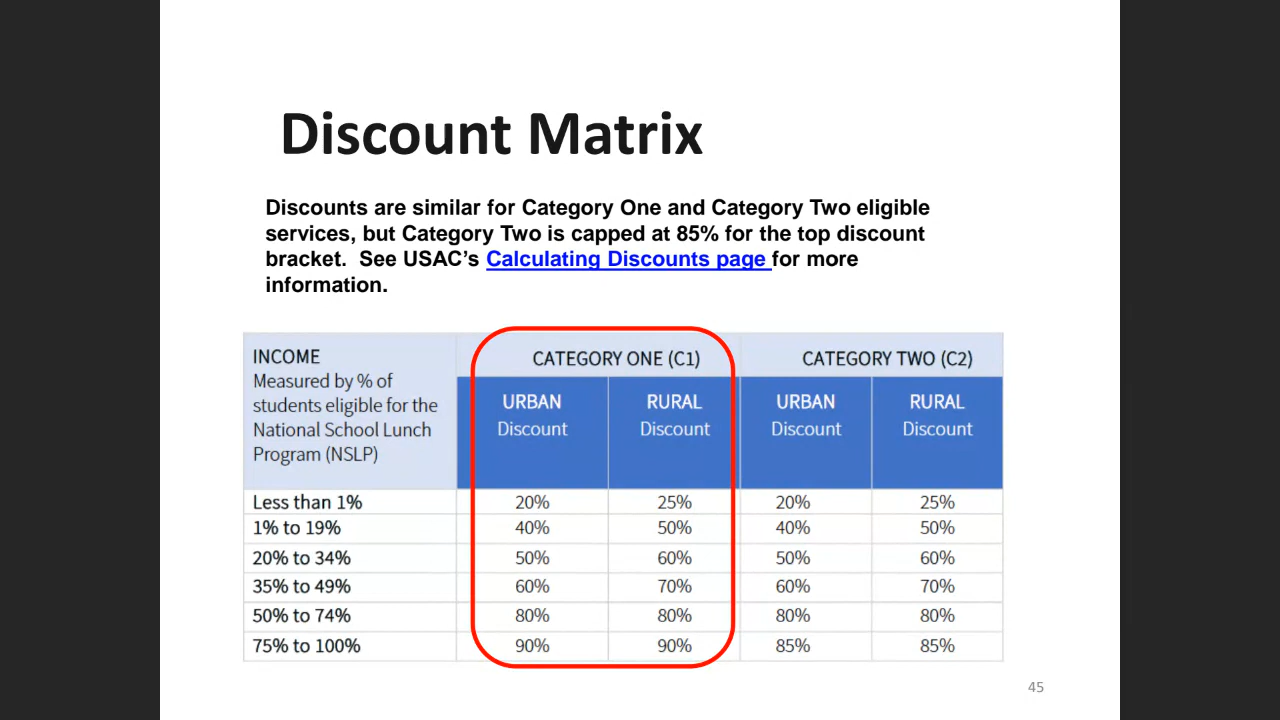 Discount Matrix
Discounts are similar for Category One and Category Two eligible
services, but Category Two is capped at 85% for the top discount
bracket.  See USAC’s Calculating Discounts page for more
information.
INCOME
Measured by % of
students eligible for the
National School Lunch
Program (NSLP)
CATEGORY ONE (C1) CATEGORY TWO (C2)
URBAN RURAL URBAN RURAL
Discount Discount Discount Discount
Less than 1% 20% 25% 20% 25%
1% to 19% 40% 50% 40% 50%
20% to 34% 50% 60% 50% 60%
35% to 49% 60% 70% 60% 70%
50% to 74% 80% 80% 80% 80%
75% to 100% 90% 90% 85% 85%
45